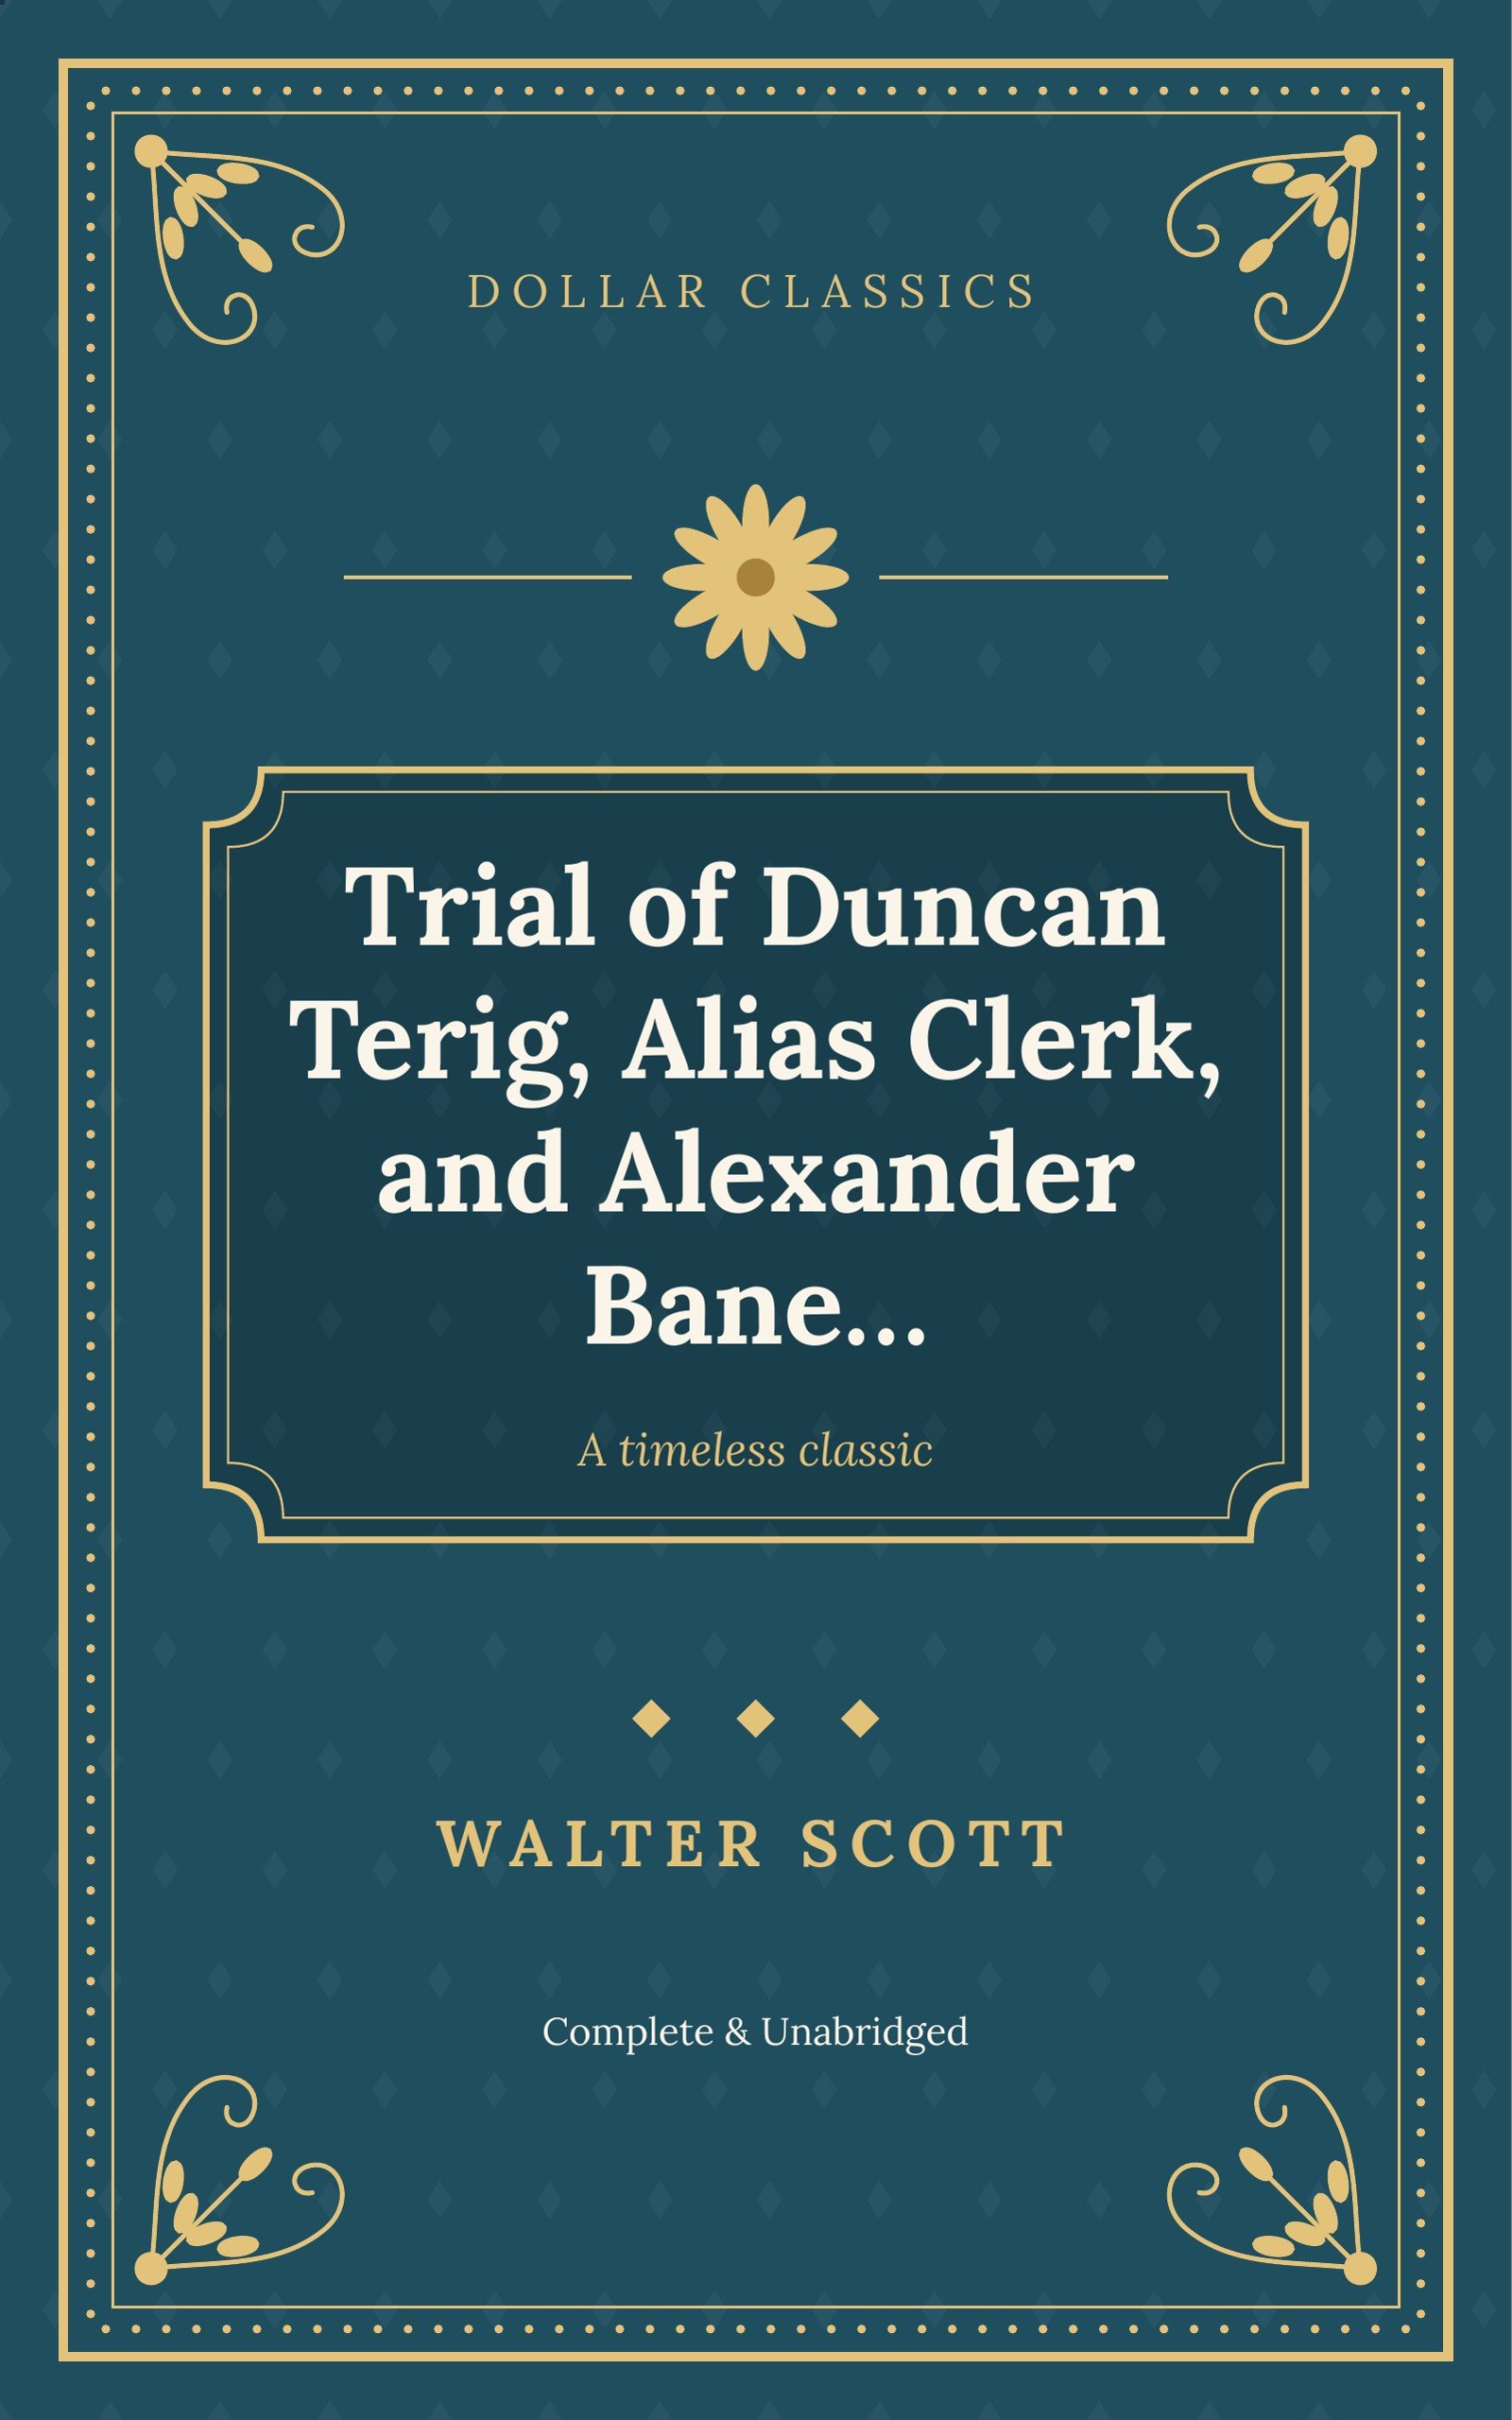 DOLLAR CLASSICS
Trial of Duncan
Terig, Alias Clerk,
and Alexander
Bane...
A timeless classic
WALTER SCOTT
Complete & Unabridged